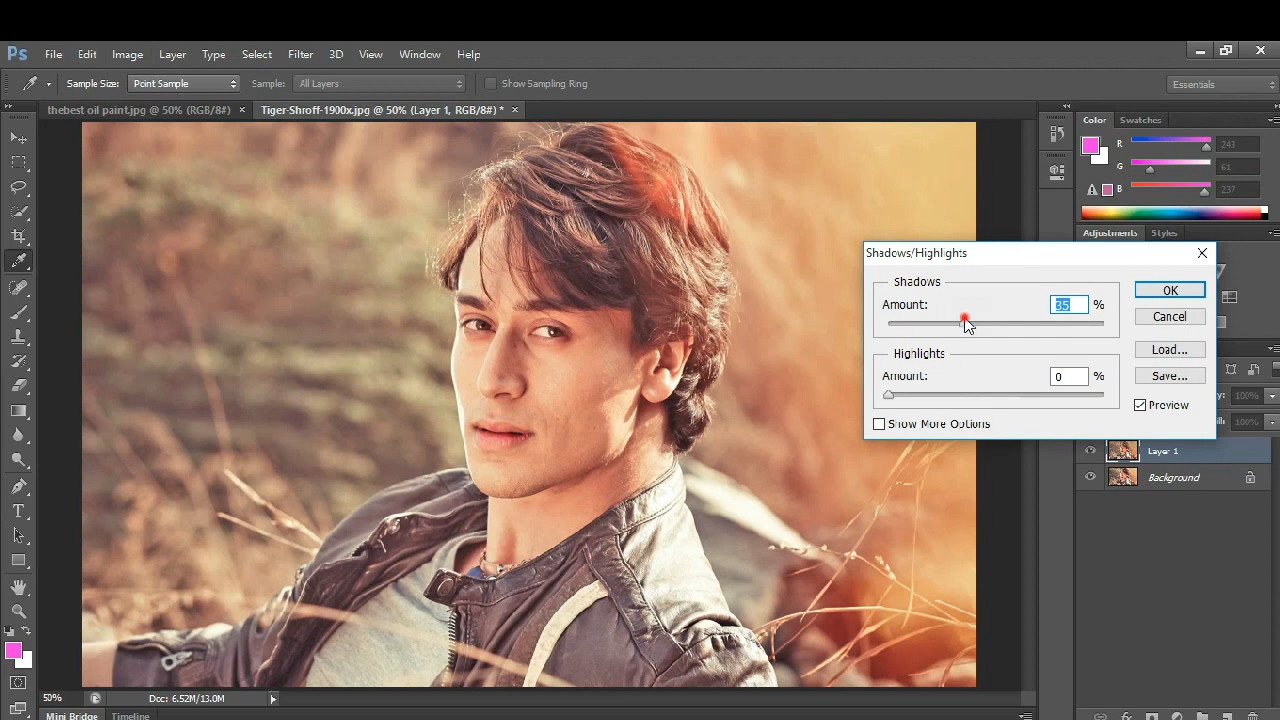 Ps File Edit Image Layer Type Select Filter 3D View Window Help
Sample Size: Point Sample Sample: All Layers Show Sampling Ring Essentials
thebest oil paint.jpg @ 50% (RGB/8#) × Tiger-Shroff-1900x.jpg @ 50% (Layer 1, RGB/8#) * ×
Color Swatches
R 243
G 61
B 237
Adjustments Styles
Shadows/Highlights
Shadows
Amount: 35 %
OK
Cancel
Highlights
Load...
Amount: 0 %
Save...
Preview
Show More Options
100%
100%
Layer 1
Background
T
50% Doc: 6.52M/13.0M
Mini Bridge Timeline
fx